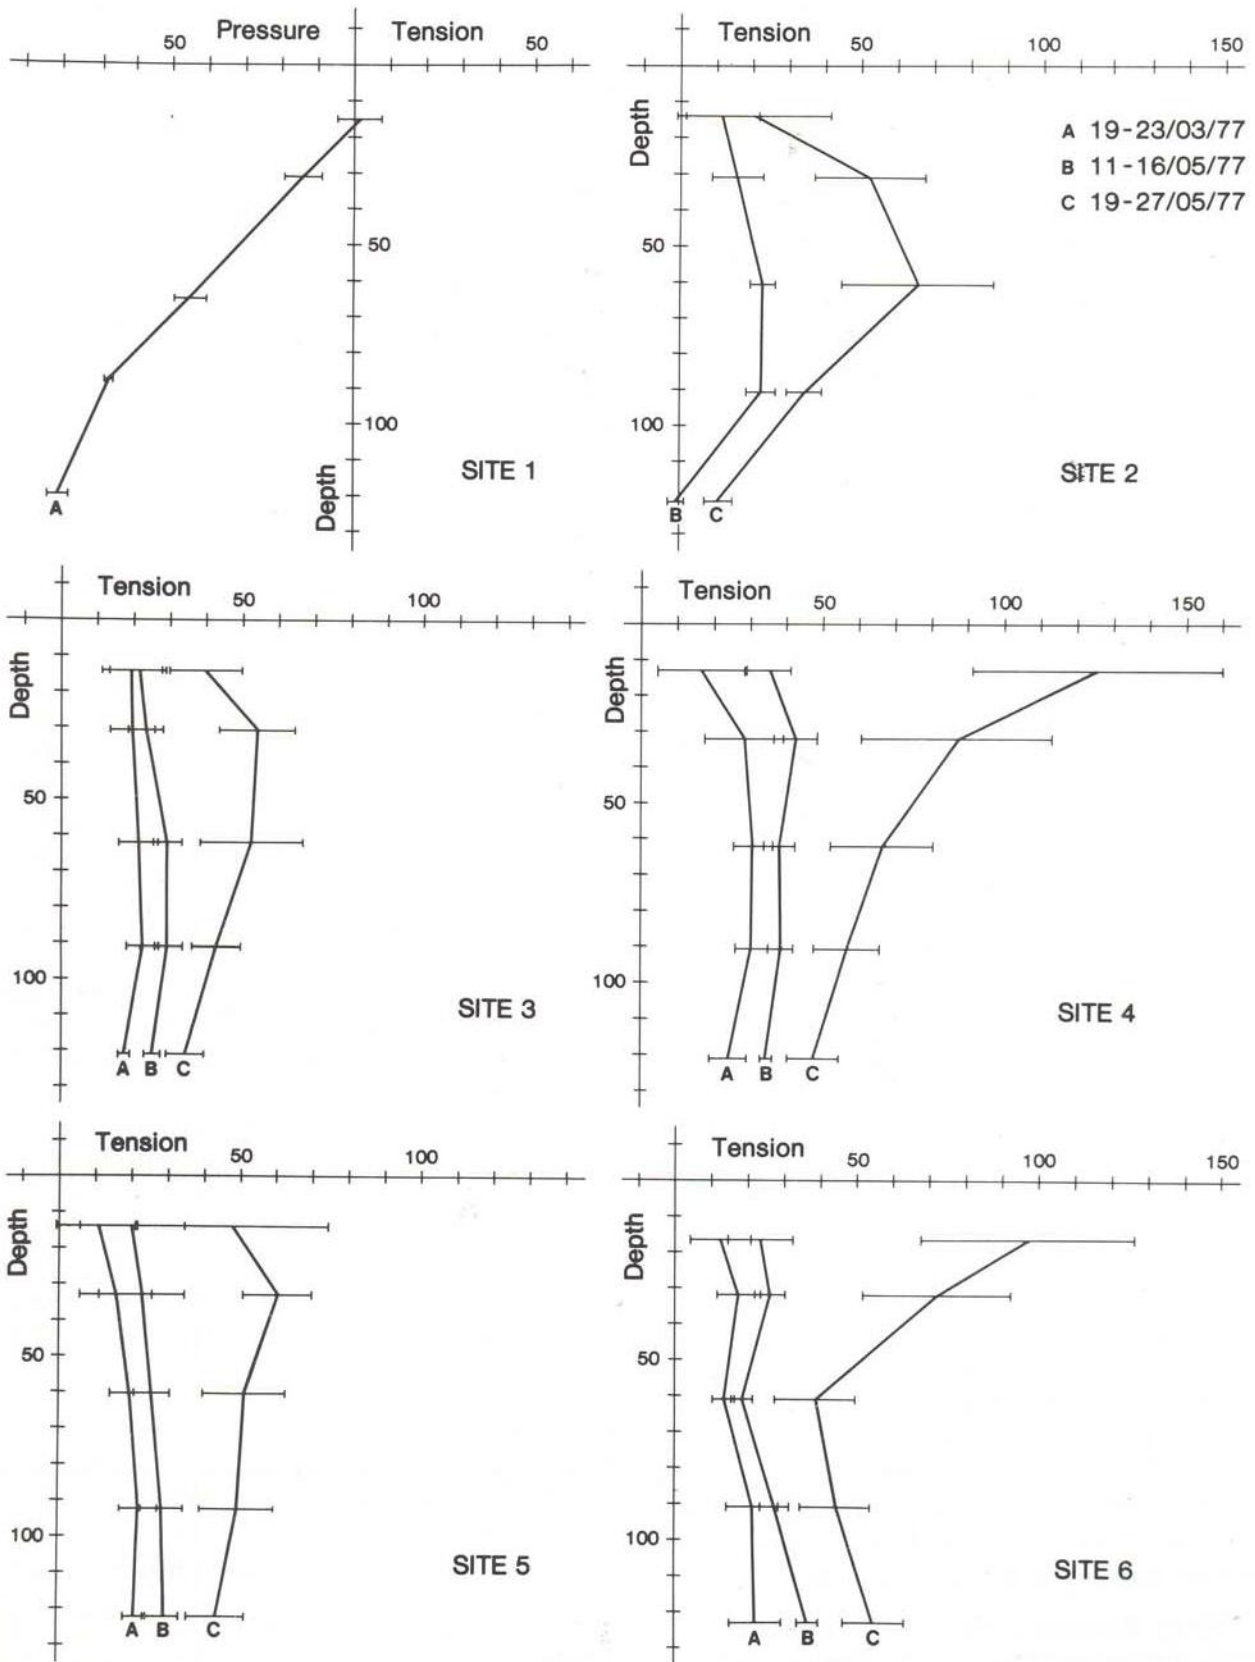 50 Pressure Tension 50
Depth
50
100
Depth
SITE 1
A
Tension 50 100 150
Depth
A 19-23/03/77
B 11-16/05/77
C 19-27/05/77
50
100
SITE 2
B C
Tension 50 100
Depth
50
100
SITE 3
A B C
Tension 50 100 150
Depth
50
100
SITE 4
A B C
Tension 50 100
Depth
50
100
SITE 5
A B C
Tension 50 100 150
Depth
50
100
SITE 6
A B C